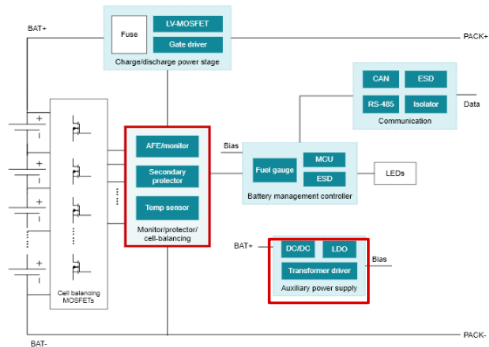 BAT+
Fuse
LV-MOSFET
Gate driver
Charge/discharge power stage
PACK+
CAN
ESD
RS-485
Isolator
Communication
Data
AFE/monitor
Secondary
protector
Temp sensor
Monitor/protector
/cell-balancing
Bias
Fuel gauge
MCU
ESD
Battery management controller
LEDs
BAT+
DC/DC
LDO
Transformer driver
Auxiliary power supply
Bias
Cell balancing
MOSFETs
BAT-
PACK-